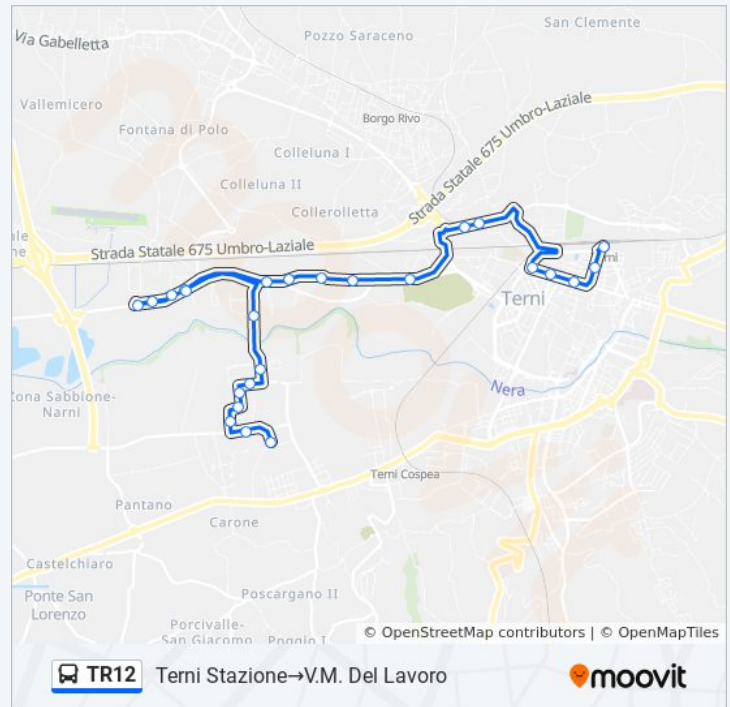 San Clemente
Via Gabelletta
Pozzo Saraceno
Vallemicero
Borgo Rivo
Fontana di Polo
Strada Statale 675 Umbro-Laziale
Colleluna I
Colleluna II
Collerolletta
Strada Statale 675 Umbro-Laziale
Terni
Nera
Zona Sabbione-
Narni
Terni Cospea
Pantano
Carone
Castelchiaro
Ponte San
Lorenzo
Poscargano II
Porcivalle-
San Giacomo
Poggio I
© OpenStreetMap contributors | © OpenMapTiles
TR12 Terni Stazione→V.M. Del Lavoro
moovit